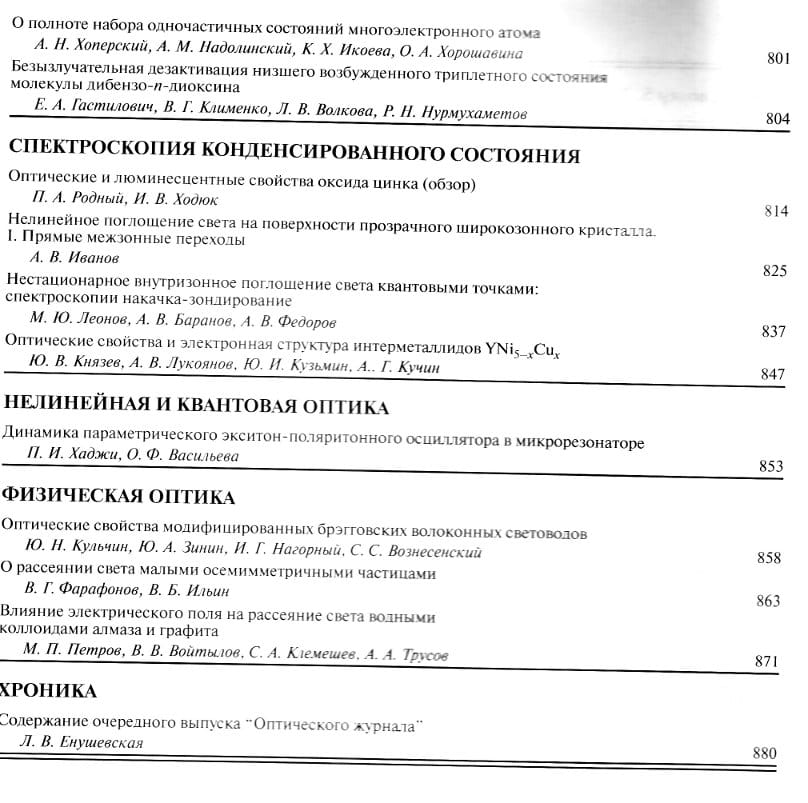 О полноте набора одночастичных состояний многоэлектронного атома
А. Н. Хоперский, А. М. Надолинский, К. Х. Икоева, О. А. Хорошавина 801
Безызлучательная дезактивация низшего возбужденного триплетного состояния
молекулы дибензо-п-диоксина
Е. А. Гастилович, В. Г. Клименко, Л. В. Волкова, Р. Н. Нурмухаметов 804
СПЕКТРОСКОПИЯ КОНДЕНСИРОВАННОГО СОСТОЯНИЯ
Оптические и люминесцентные свойства оксида цинка (обзор)
П. А. Родный, И. В. Ходюк 814
Нелинейное поглощение света на поверхности прозрачного широкозонного кристалла.
I. Прямые межзонные переходы
А. В. Иванов 825
Нестационарное внутризонное поглощение света квантовыми точками:
спектроскопии накачка-зондирование
М. Ю. Леонов, А. В. Баранов, А. В. Федоров 837
Оптические свойства и электронная структура интерметаллидов YNi5–xCux
Ю. В. Князев, А. В. Лукоянов, Ю. И. Кузьмин, А.. Г. Кучин 847
НЕЛИНЕЙНАЯ И КВАНТОВАЯ ОПТИКА
Динамика параметрического экситон-поляритонного осциллятора в микрорезонаторе
П. И. Хаджи, О. Ф. Васильева 853
ФИЗИЧЕСКАЯ ОПТИКА
Оптические свойства модифицированных брэгговских волоконных световодов
Ю. Н. Кульчин, Ю. А. Зинин, И. Г. Нагорный, С. С. Вознесенский 858
О рассеянии света малыми осемимметричными частицами
В. Г. Фарафонов, В. Б. Ильин 863
Влияние электрического поля на рассеяние света водными
коллоидами алмаза и графита
М. П. Петров, В. В. Войтылов, С. А. Клемешев, А. А. Трусов 871
ХРОНИКА
Содержание очередного выпуска "Оптического журнала"
Л. В. Енушевская 880